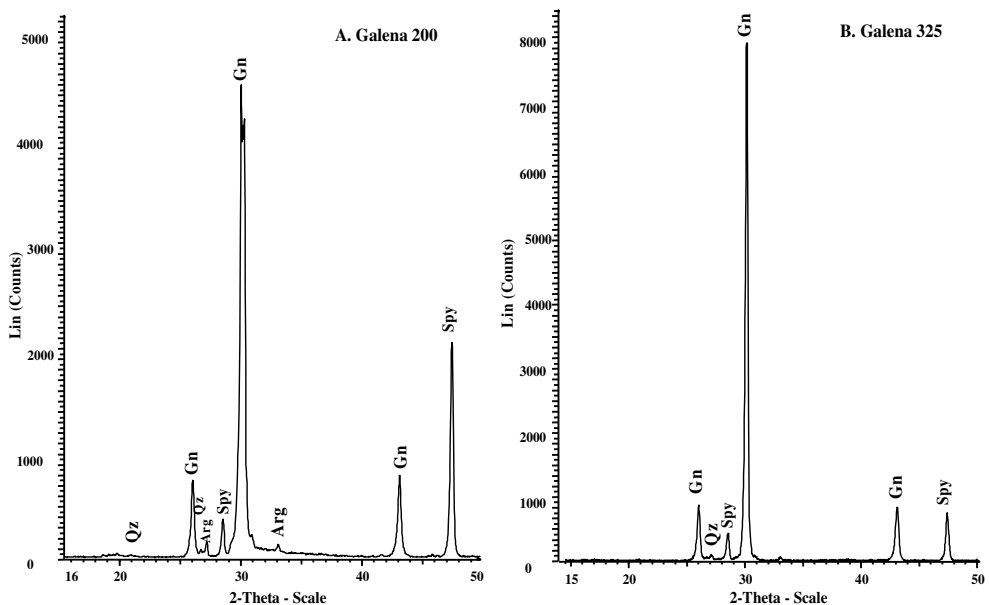 A. Galena 200
Lin (Counts)
5000
4000
3000
2000
1000
0
Qz
Gn
Qz
Arg
Spy
Gn
Arg
Gn
Spy
16
20
30
40
50
2-Theta - Scale
B. Galena 325
Lin (Counts)
8000
7000
6000
5000
4000
3000
2000
1000
0
Gn
Qz
Spy
Gn
Gn
Spy
15
20
30
40
50
2-Theta - Scale